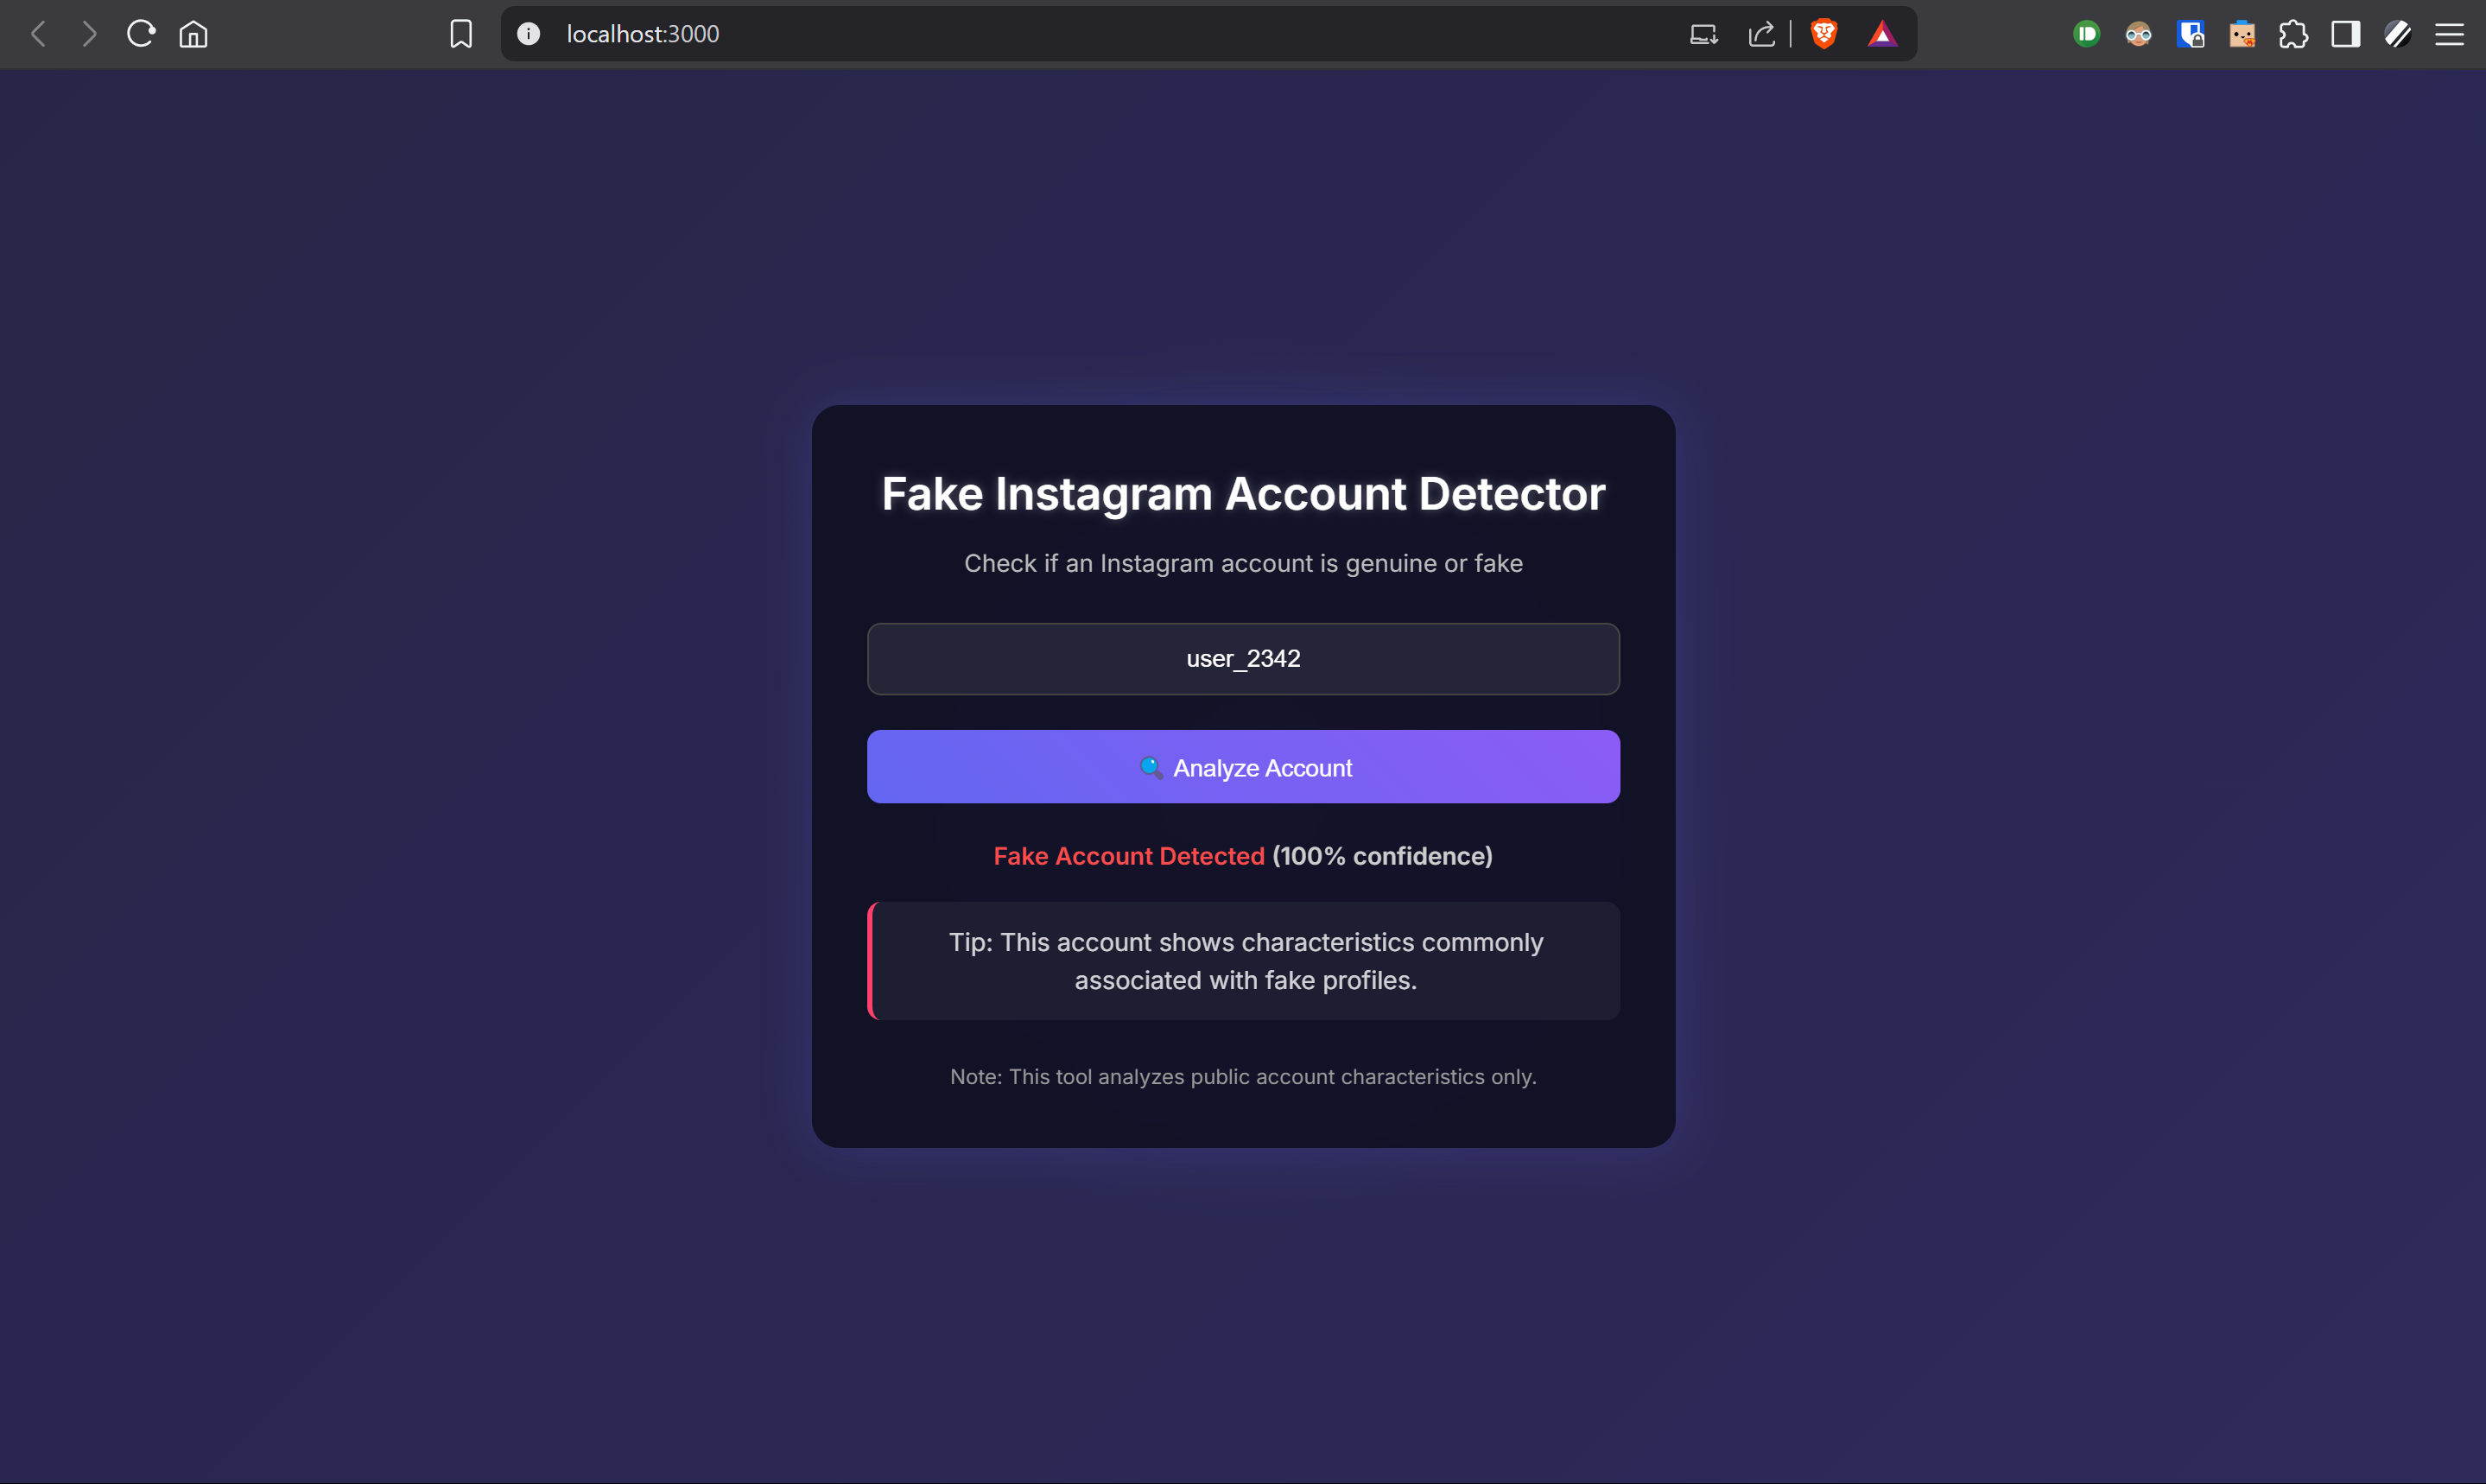 localhost:3000
Fake Instagram Account Detector
Check if an Instagram account is genuine or fake
user_2342
🔍 Analyze Account
Fake Account Detected (100% confidence)
Tip: This account shows characteristics commonly
associated with fake profiles.
Note: This tool analyzes public account characteristics only.